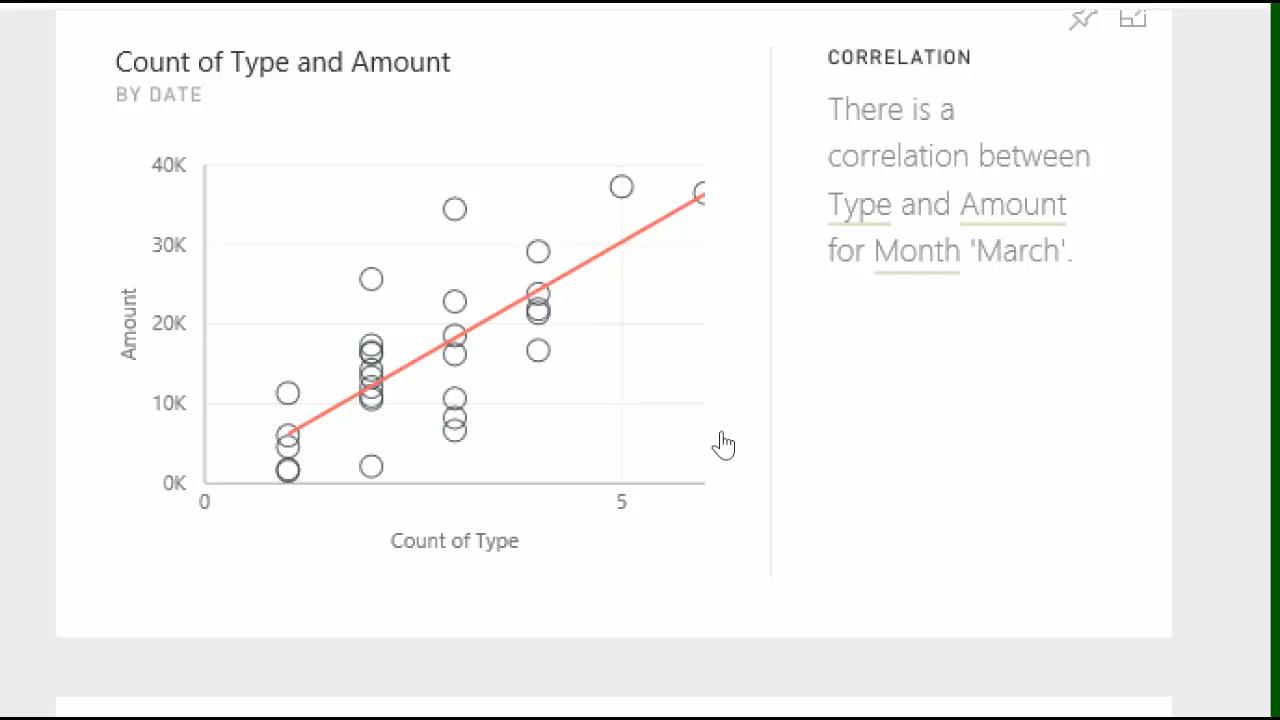 Count of Type and Amount
BY DATE
40K
30K
20K
10K
0K
Amount
0
5
Count of Type
CORRELATION
There is a
correlation between
Type and Amount
for Month 'March'.